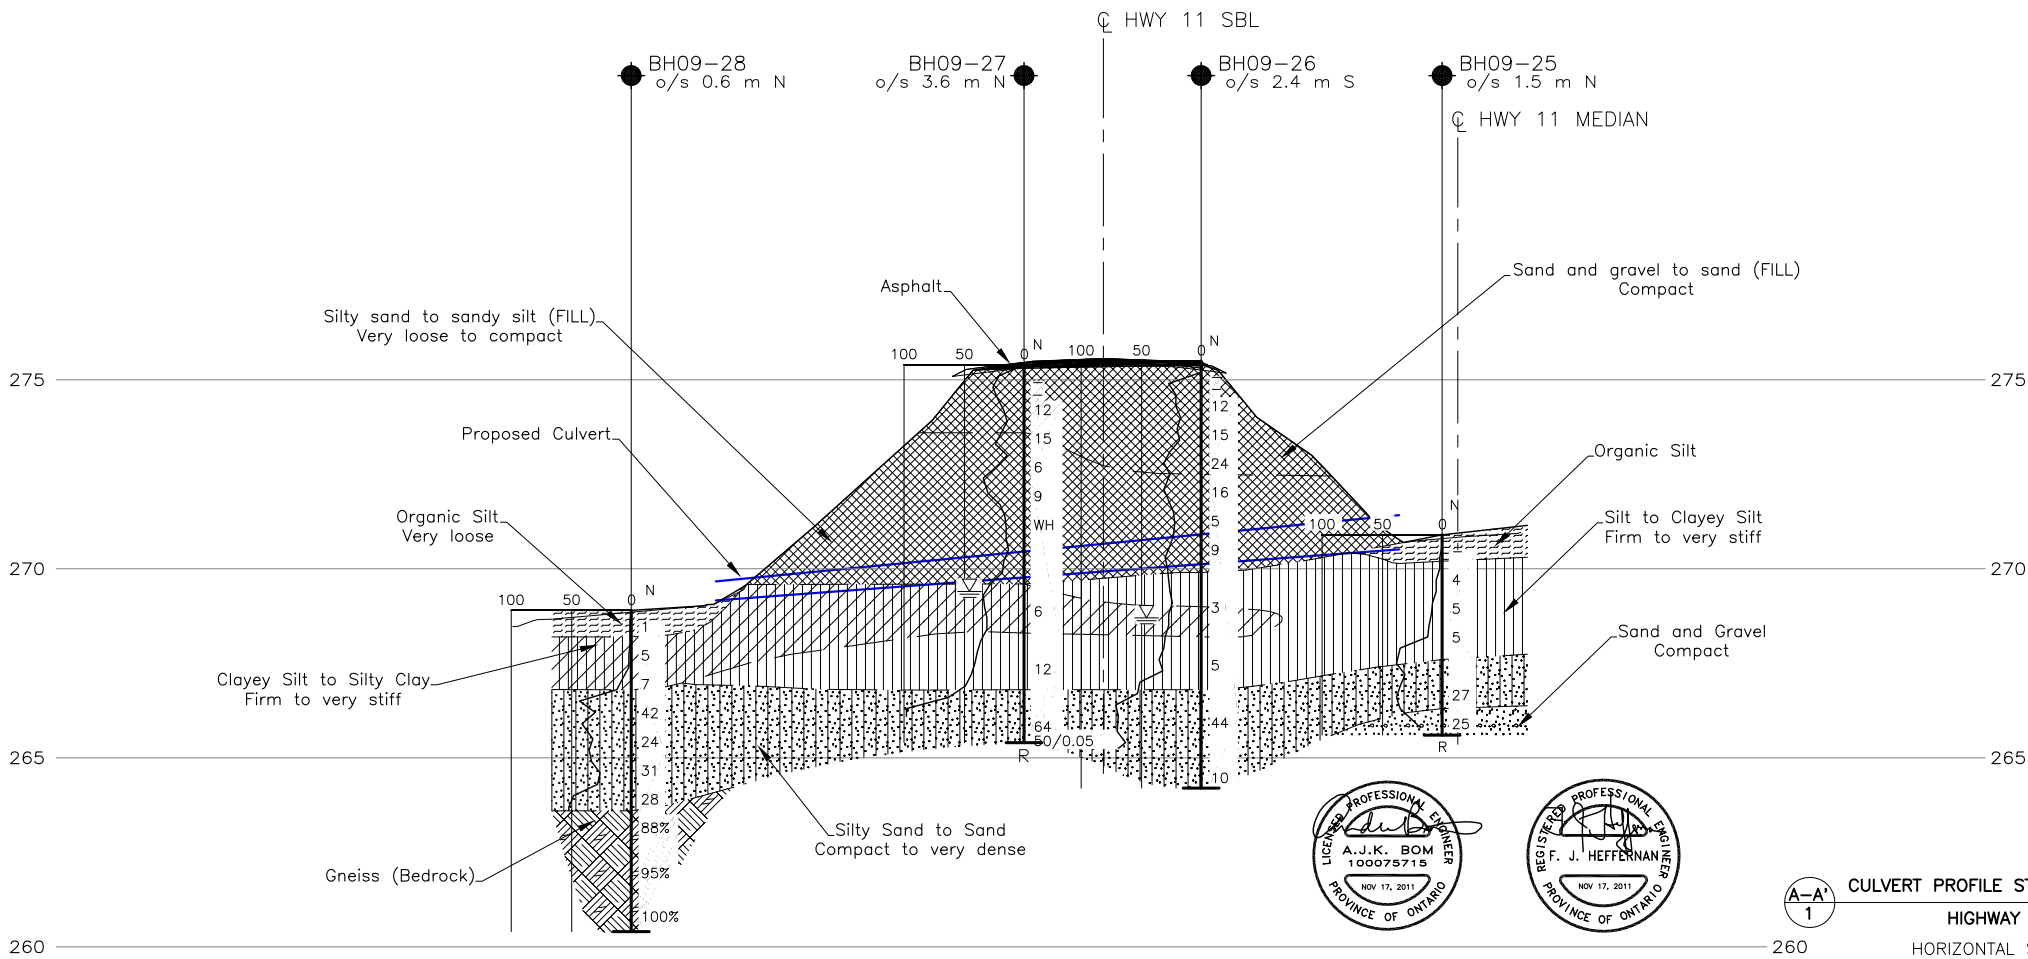 ℄ HWY 11 SBL
BH09-28
o/s 0.6 m N
BH09-27
o/s 3.6 m N
BH09-26
o/s 2.4 m S
BH09-25
o/s 1.5 m N
℄ HWY 11 MEDIAN
Sand and gravel to sand (FILL)
Compact
Asphalt
Silty sand to sandy silt (FILL)
Very loose to compact
100 50 0 N
100 50 0 N
275
275
12
15
6
9
WH
6
12
64
50/0.05
R
12
15
24
16
5
9
3
5
44
10
Proposed Culvert
Organic Silt
Organic Silt
Very loose
Silt to Clayey Silt
Firm to very stiff
100 50 0 N
4
5
5
27
25
R
270
270
100 50 0 N
1
5
7
42
24
31
28
88%
95%
100%
Sand and Gravel
Compact
Clayey Silt to Silty Clay
Firm to very stiff
265
265
Silty Sand to Sand
Compact to very dense
Gneiss (Bedrock)
LICENSED PROFESSIONAL ENGINEER
A.J.K. BOM
100075715
NOV 17, 2011
PROVINCE OF ONTARIO
REGISTERED PROFESSIONAL ENGINEER
F. J. HEFFERNAN
NOV 17, 2011
PROVINCE OF ONTARIO
A-A'
1
CULVERT PROFILE ST
HIGHWAY
HORIZONTAL S
260
260